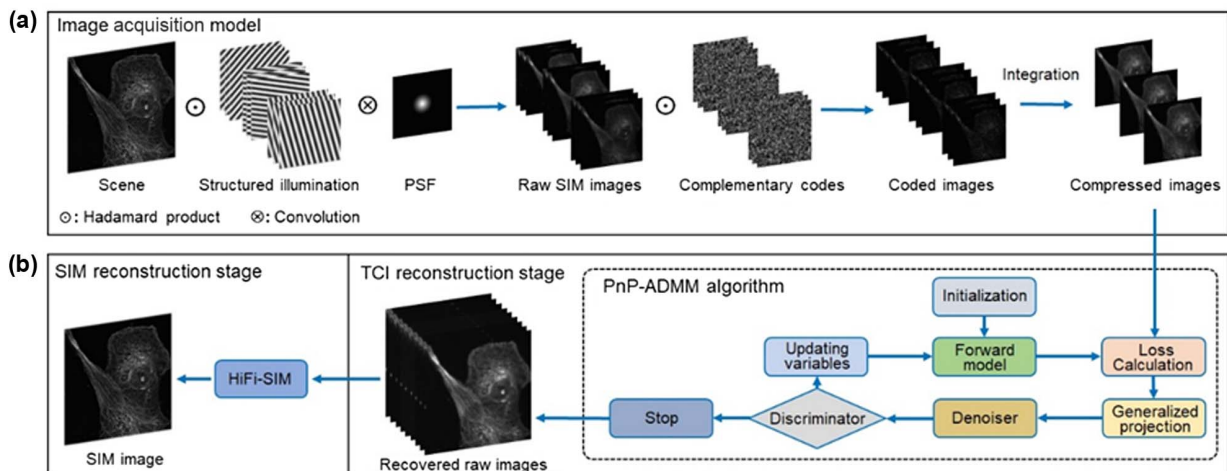 (a)
Image acquisition model
Integration
Scene
Structured illumination
PSF
Raw SIM images
Complementary codes
Coded images
Compressed images
⊙: Hadamard product
⊗: Convolution
(b)
SIM reconstruction stage
TCI reconstruction stage
PnP-ADMM algorithm
Initialization
Updating
variables
Forward
model
Loss
Calculation
HiFi-SIM
Stop
Discriminator
Denoiser
Generalized
projection
SIM image
Recovered raw images